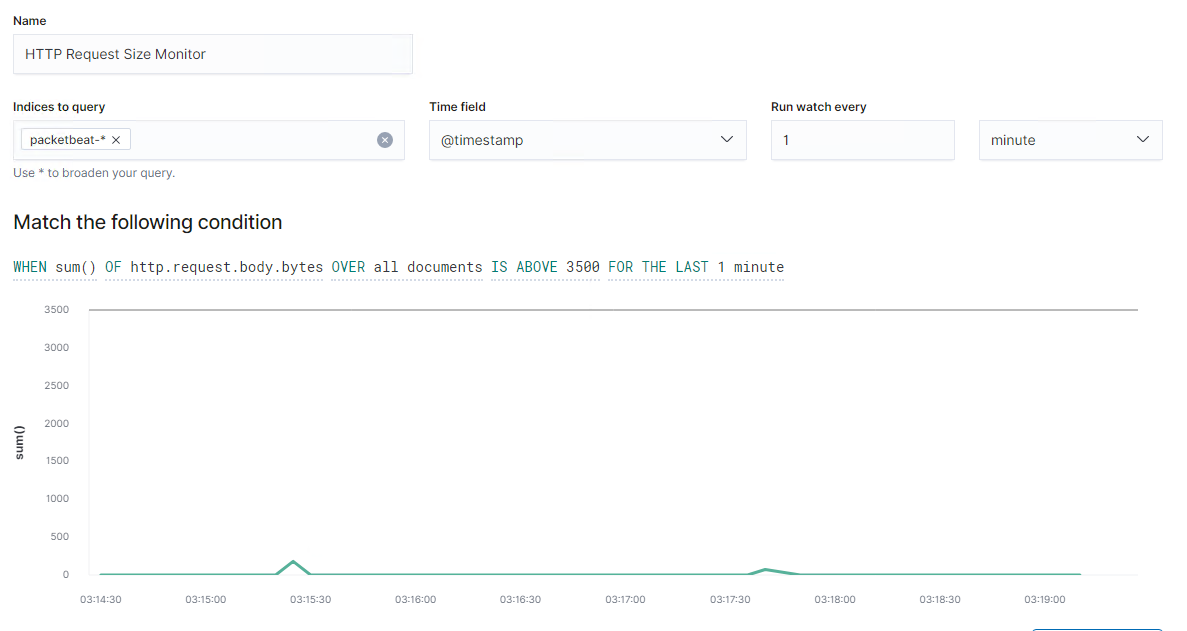 Name
HTTP Request Size Monitor
Indices to query
Time field
Run watch every
packetbeat-*
@timestamp
1
minute
Use * to broaden your query.
Match the following condition
WHEN sum() OF http.request.body.bytes OVER all documents IS ABOVE 3500 FOR THE LAST 1 minute
3500
3000
2500
2000
1500
1000
500
0
sum()
03:14:30
03:15:00
03:15:30
03:16:00
03:16:30
03:17:00
03:17:30
03:18:00
03:18:30
03:19:00